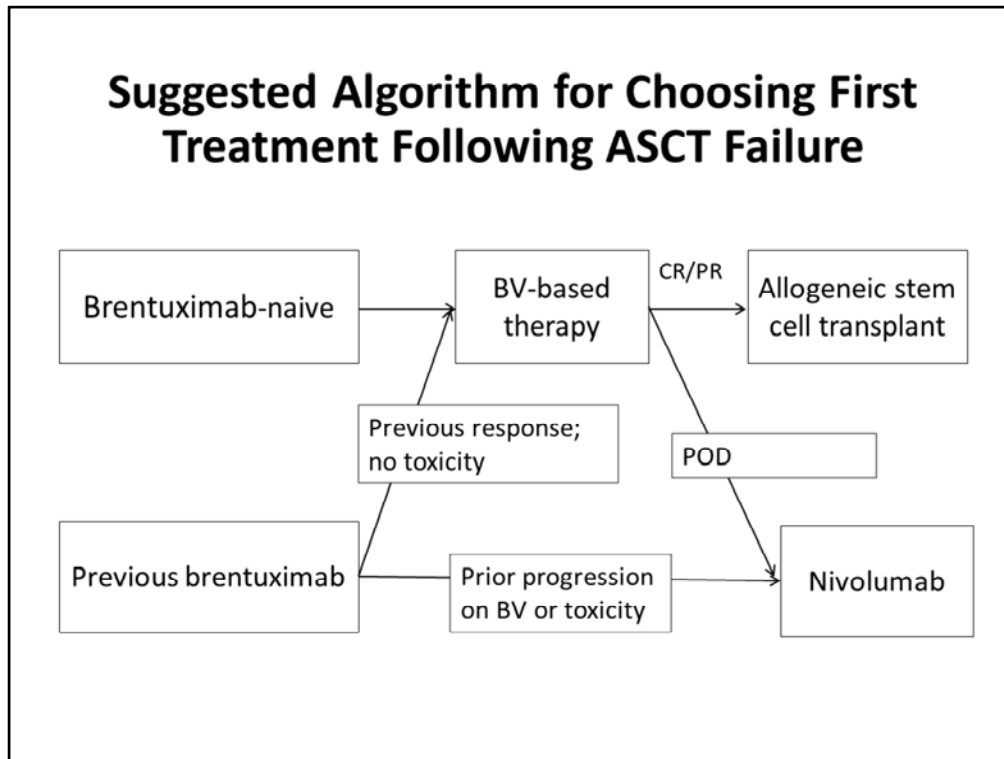 Suggested Algorithm for Choosing First
Treatment Following ASCT Failure
Brentuximab-naive
BV-based
therapy
CR/PR
Allogeneic stem
cell transplant
Previous response;
no toxicity
POD
Previous brentuximab
Prior progression
on BV or toxicity
Nivolumab